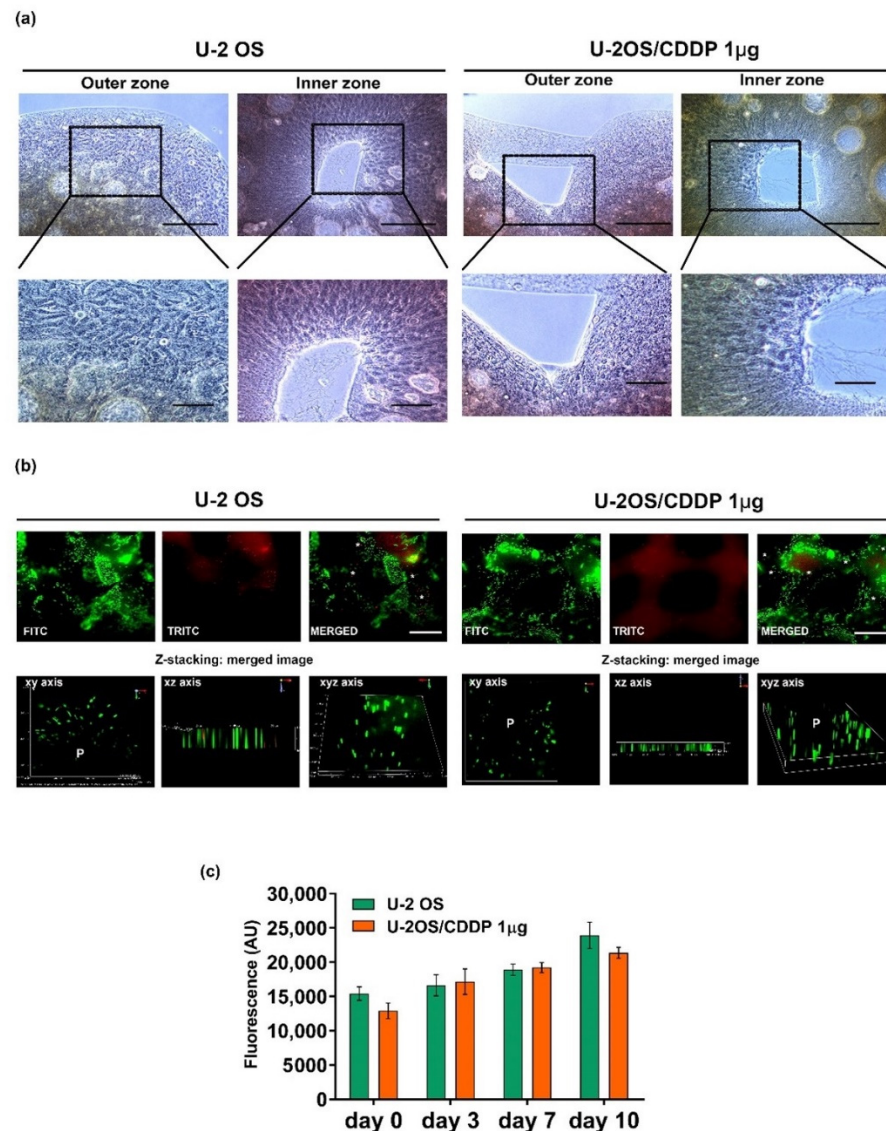 (a)
U-2 OS
U-2OS/CDDP 1µg
Outer zone
Inner zone
Outer zone
Inner zone
(b)
U-2 OS
U-2OS/CDDP 1µg
FITC
TRITC
MERGED
FITC
TRITC
MERGED
Z-stacking: merged image
Z-stacking: merged image
xy axis
xz axis
xyz axis
xy axis
xz axis
xyz axis
P
P
P
(c)
30,000
25,000
20,000
15,000
10,000
5000
0
Fluorescence (AU)
U-2 OS
U-2OS/CDDP 1µg
day 0
day 3
day 7
day 10